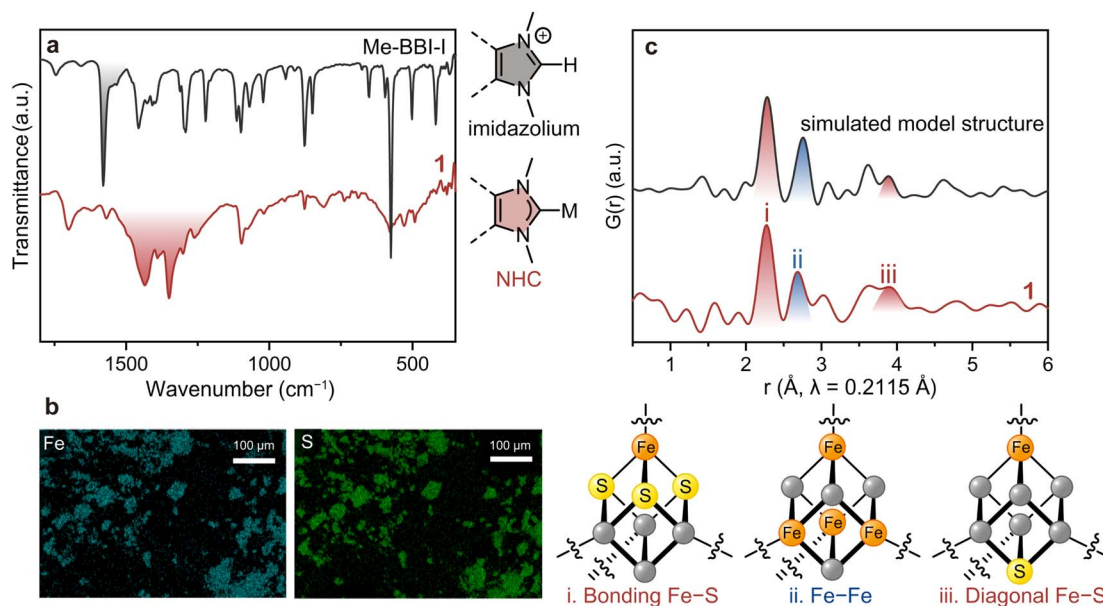 a
Transmittance (a.u.)
Me-BBI-I
1
1500
1000
500
Wavenumber (cm⁻¹)
N
⊕
H
N
imidazolium
N
M
N
NHC
c
G(r) (a.u.)
simulated model structure
i
ii
iii
1
1
2
3
4
5
6
r (Å, λ = 0.2115 Å)
b
Fe
100 µm
S
100 µm
Fe
S
S
S
i. Bonding Fe−S
Fe
Fe
Fe
Fe
ii. Fe−Fe
Fe
S
iii. Diagonal Fe−S